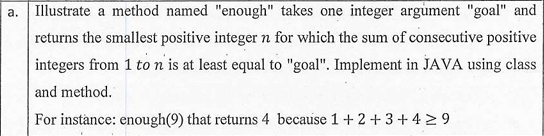 a. Illustrate a method named "enough" takes one integer argument "goal" and
returns the smallest positive integer n for which the sum of consecutive positive
integers from 1 to n is at least equal to "goal". Implement in JAVA using class
and method.
For instance: enough(9) that returns 4 because 1 + 2 + 3 + 4 ≥ 9